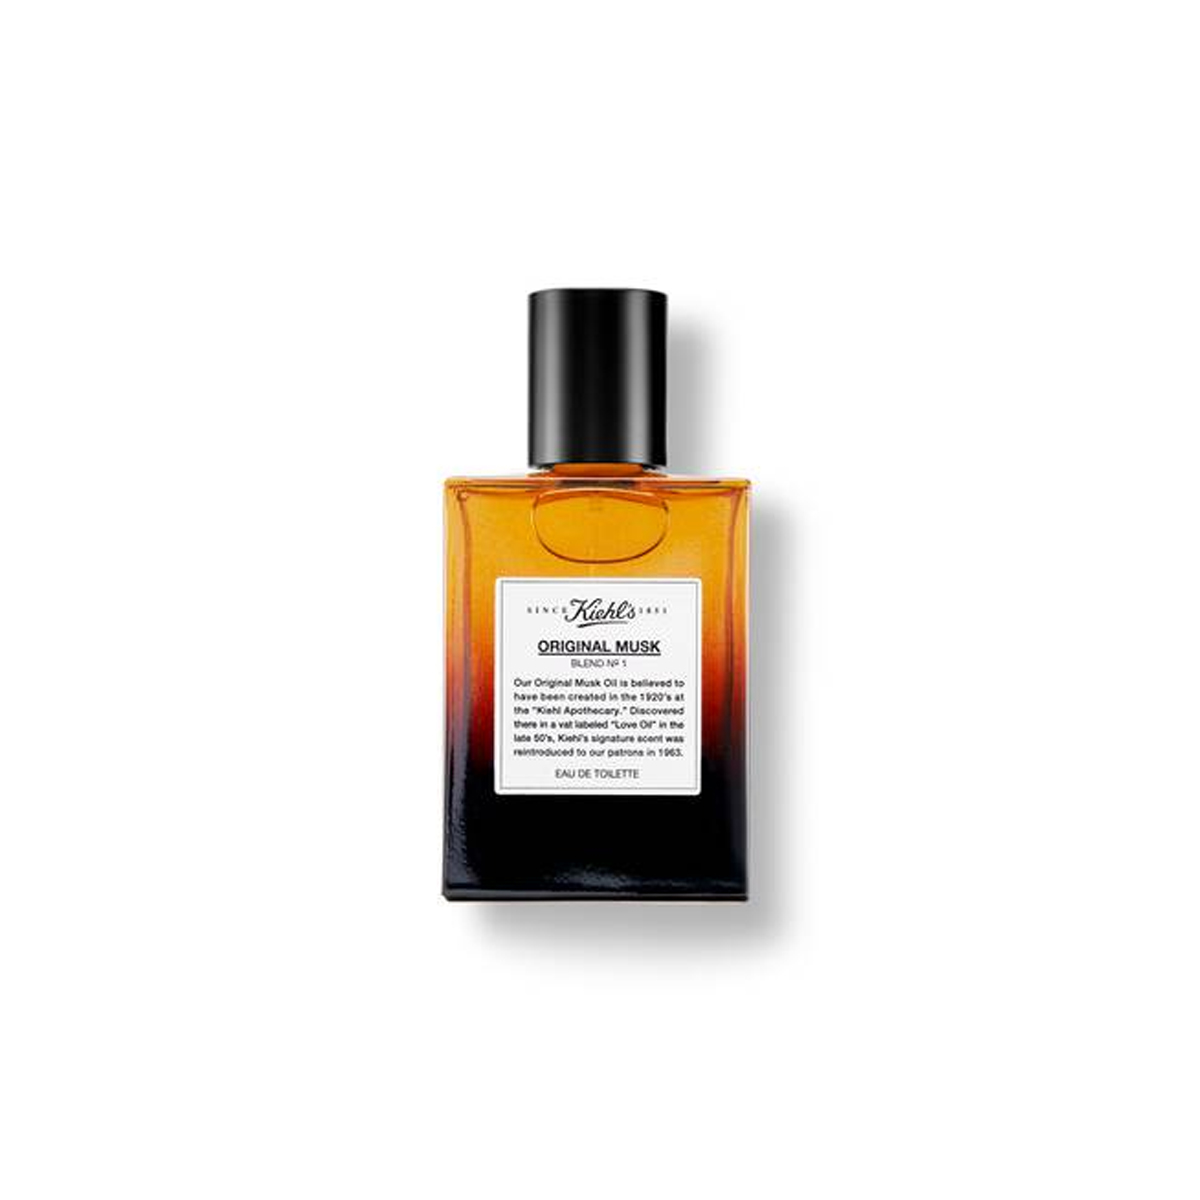 SINCE Kiehl's 1851
ORIGINAL MUSK
BLEND Nº 1
Our Original Musk Oil is believed to
have been created in the 1920's at
the "Kiehl Apothecary." Discovered
there in a vat labeled "Love Oil" in the
late 50's, Kiehl's signature scent was
reintroduced to our patrons in 1963.
EAU DE TOILETTE